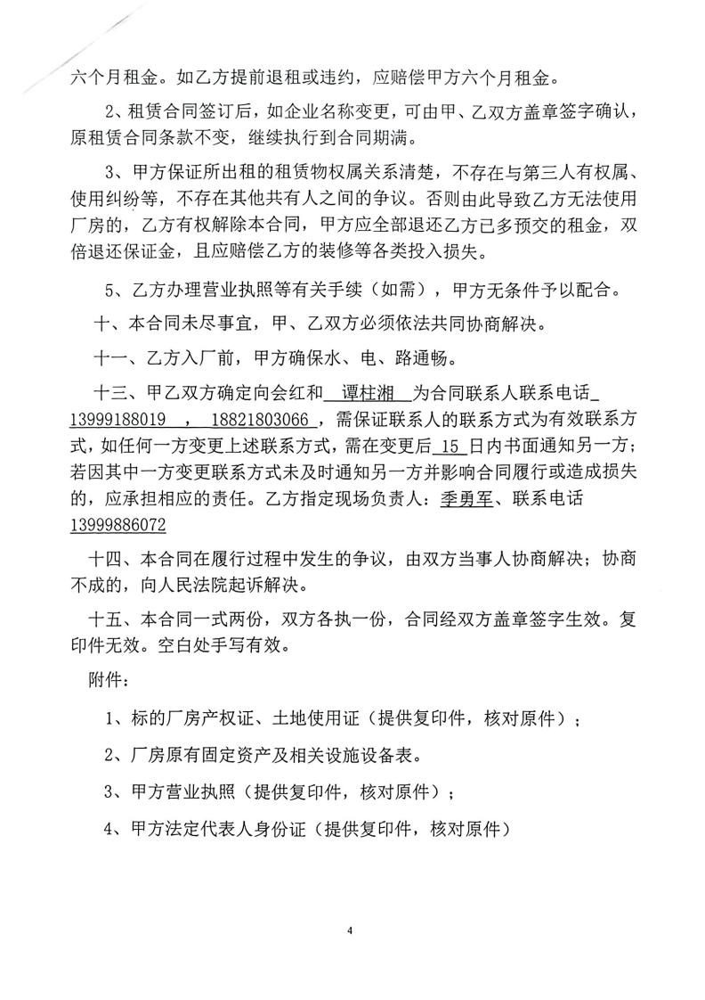 六个月租金。如乙方提前退租或违约，应赔偿甲方六个月租金。
2、租赁合同签订后，如企业名称变更，可由甲、乙双方盖章签字确认，
原租赁合同条款不变，继续执行到合同期满。
3、甲方保证所出租的租赁物权属关系清楚，不存在与第三人有权属、
使用纠纷等，不存在其他共有人之间的争议。否则由此导致乙方无法使用
厂房的，乙方有权解除本合同，甲方应全部退还乙方已多预交的租金，双
倍退还保证金，且应赔偿乙方的装修等各类投入损失。
5、乙方办理营业执照等有关手续（如需），甲方无条件予以配合。
十、本合同未尽事宜，甲、乙双方必须依法共同协商解决。
十一、乙方入厂前，甲方确保水、电、路通畅。
十三、甲乙双方确定向会红和 谭柱湘 为合同联系人联系电话
13999188019 ， 18821803066 ，需保证联系人的联系方式为有效联系方
式，如任何一方变更上述联系方式，需在变更后 15 日内书面通知另一方；
若因其中一方变更联系方式未及时通知另一方并影响合同履行或造成损失
的，应承担相应的责任。乙方指定现场负责人：季勇军、联系电话
13999886072
十四、本合同在履行过程中发生的争议，由双方当事人协商解决；协商
不成的，向人民法院起诉解决。
十五、本合同一式两份，双方各执一份，合同经双方盖章签字生效。复
印件无效。空白处手写有效。
附件：
1、标的厂房产权证、土地使用证（提供复印件，核对原件）；
2、厂房原有固定资产及相关设施设备表。
3、甲方营业执照（提供复印件，核对原件）；
4、甲方法定代表人身份证（提供复印件，核对原件）
4